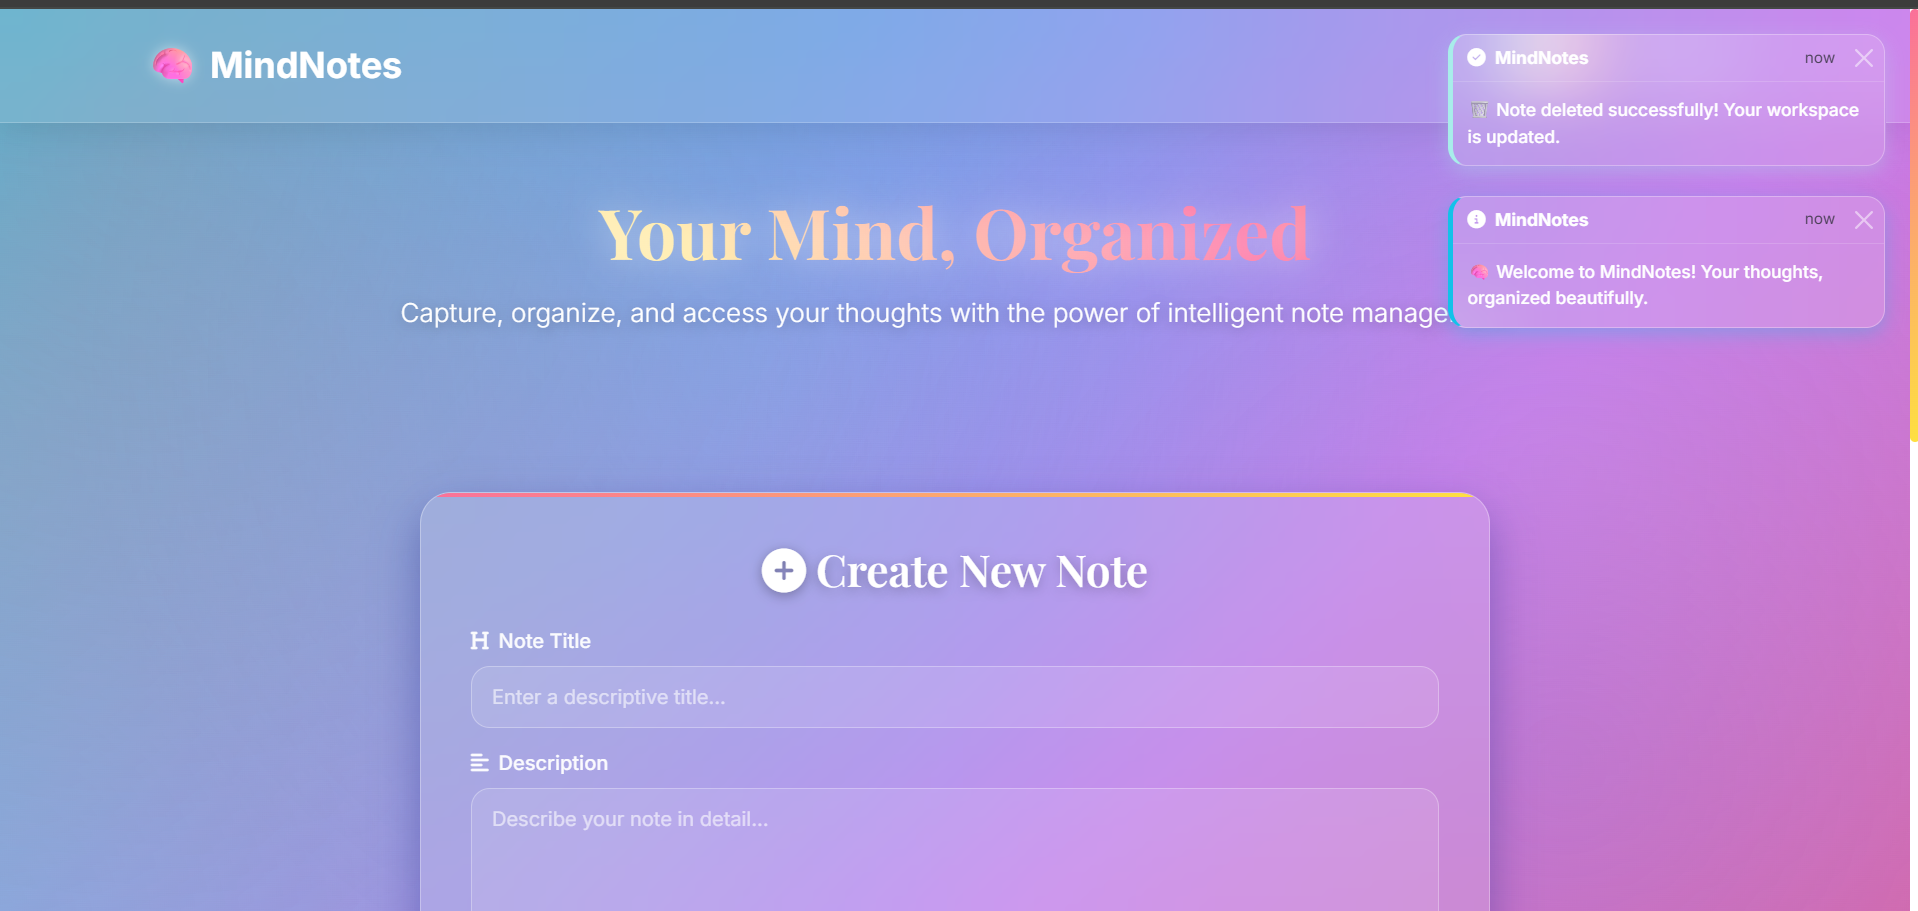 MindNotes
MindNotes
now
Note deleted successfully! Your workspace
is updated.
MindNotes
now
Welcome to MindNotes! Your thoughts,
organized beautifully.
Your Mind, Organized
Capture, organize, and access your thoughts with the power of intelligent note
Create New Note
Note Title
Enter a descriptive title...
Description
Describe your note in detail...